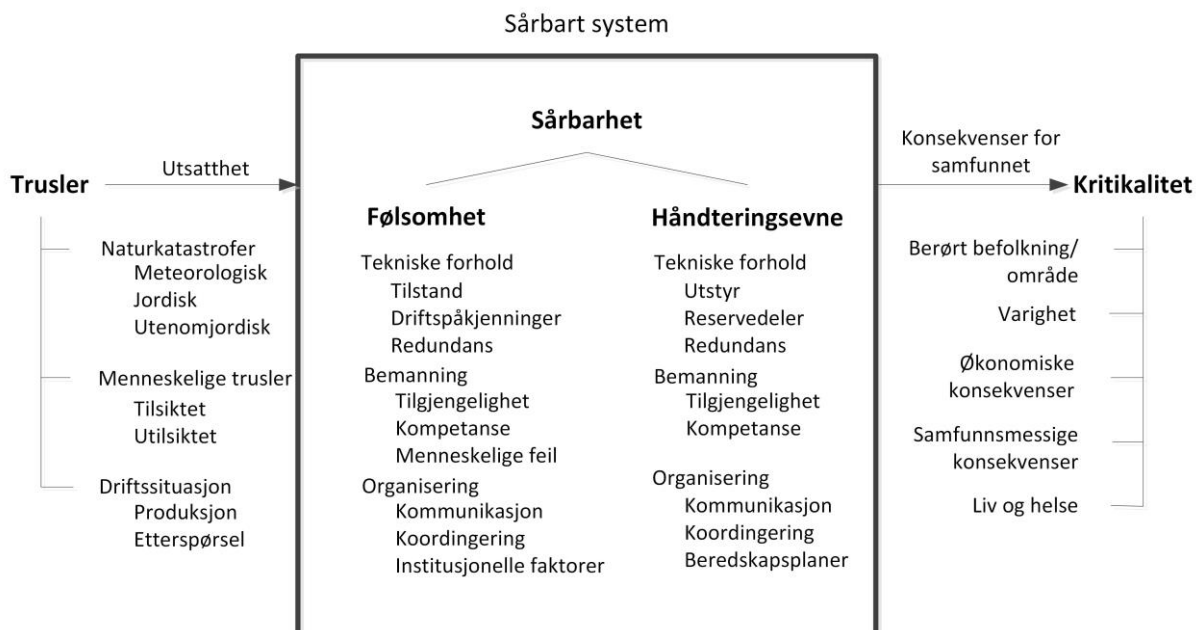 Sårbart system
Trusler
Utsatthet
Naturkatastrofer
Meteorologisk
Jordisk
Utenomjordisk
Menneskelige trusler
Tilsiktet
Utilsiktet
Driftssituasjon
Produksjon
Etterspørsel
Sårbarhet
Følsomhet
Tekniske forhold
Tilstand
Driftspåkjenninger
Redundans
Bemanning
Tilgjengelighet
Kompetanse
Menneskelige feil
Organisering
Kommunikasjon
Koordingering
Institusjonelle faktorer
Håndteringsevne
Tekniske forhold
Utstyr
Reservedeler
Redundans
Bemanning
Tilgjengelighet
Kompetanse
Organisering
Kommunikasjon
Koordingering
Beredskapsplaner
Konsekvenser for
samfunnet
Kritikalitet
Berørt befolkning/
område
Varighet
Økonomiske
konsekvenser
Samfunnsmessige
konsekvenser
Liv og helse